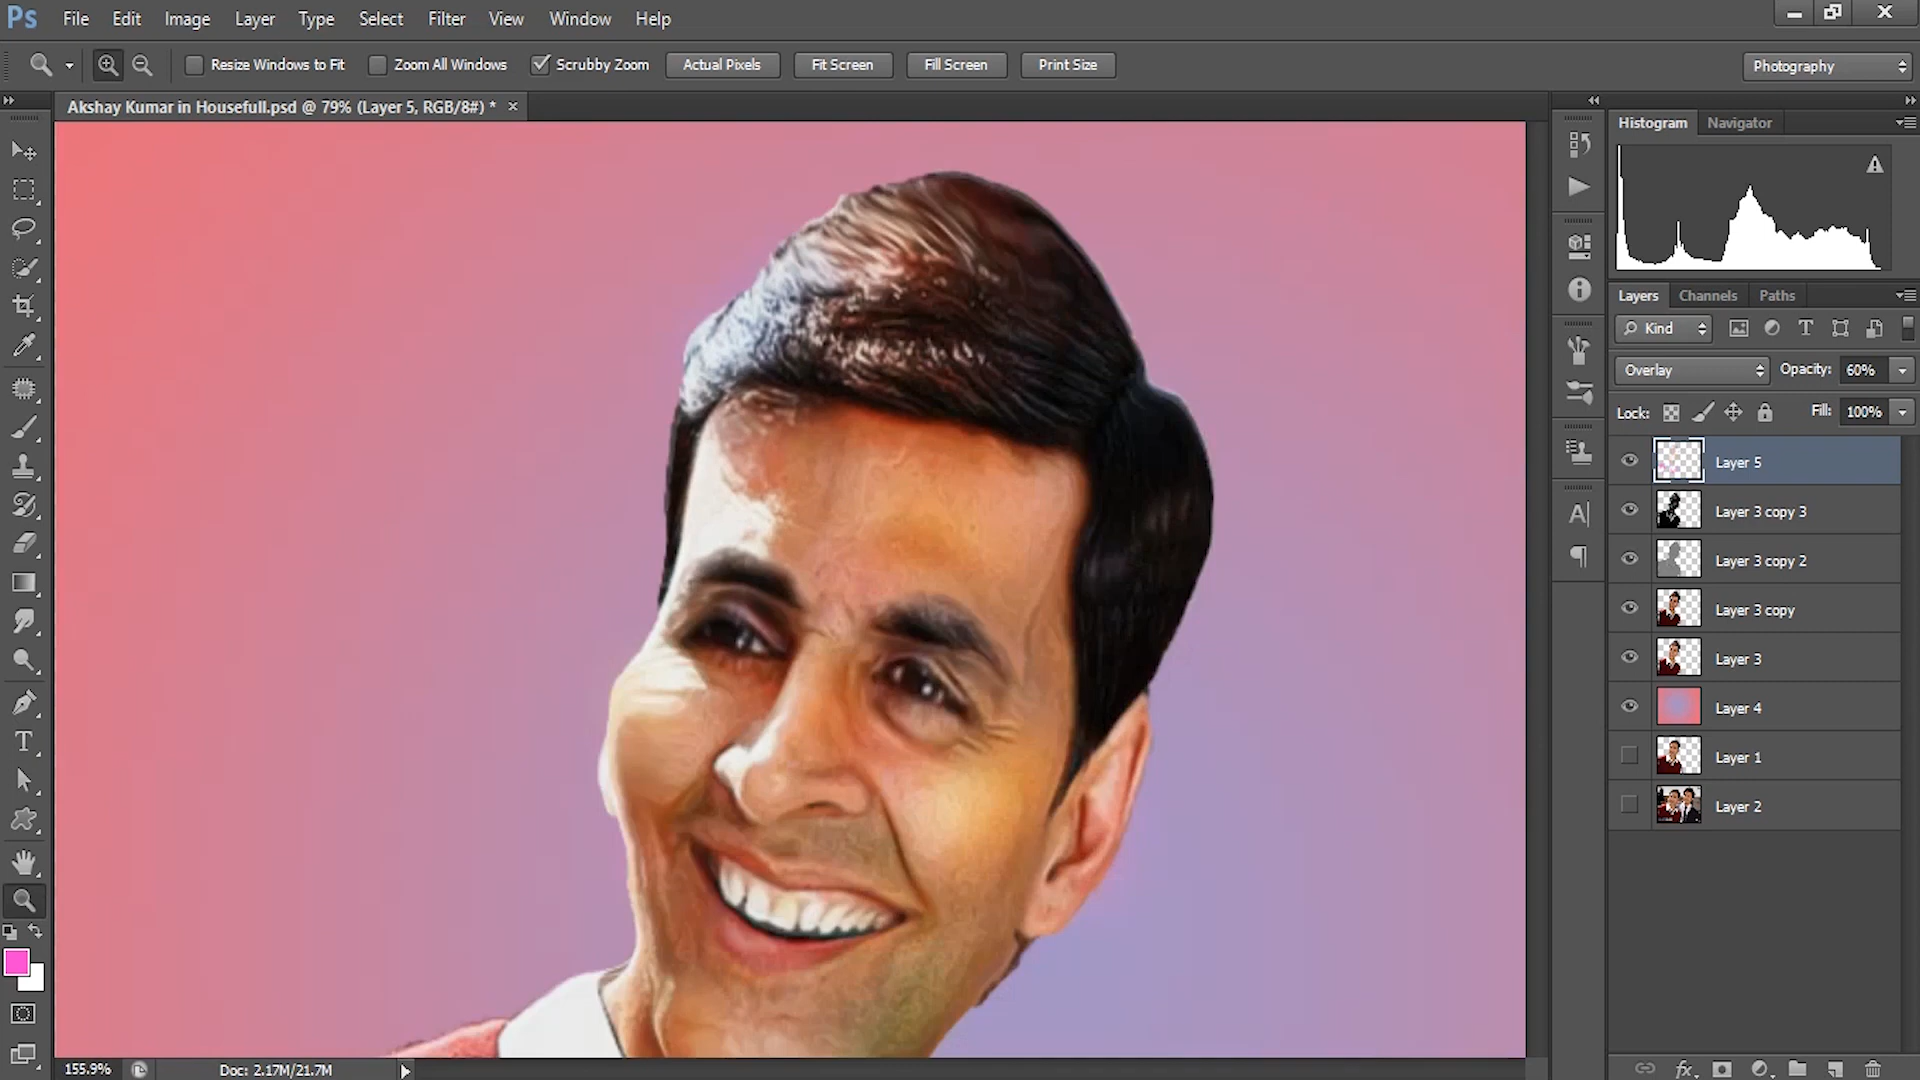 Ps File Edit Image Layer Type Select Filter View Window Help
Resize Windows to Fit Zoom All Windows Scrubby Zoom Actual Pixels Fit Screen Fill Screen Print Size Photography
Akshay Kumar in Housefull.psd @ 79% (Layer 5, RGB/8#) * ×
Histogram Navigator
Layers Channels Paths
Kind
Overlay Opacity: 60%
Lock: Fill: 100%
Layer 5
Layer 3 copy 3
Layer 3 copy 2
Layer 3 copy
Layer 3
Layer 4
Layer 1
Layer 2
155.9% Doc: 2.17M/21.7M